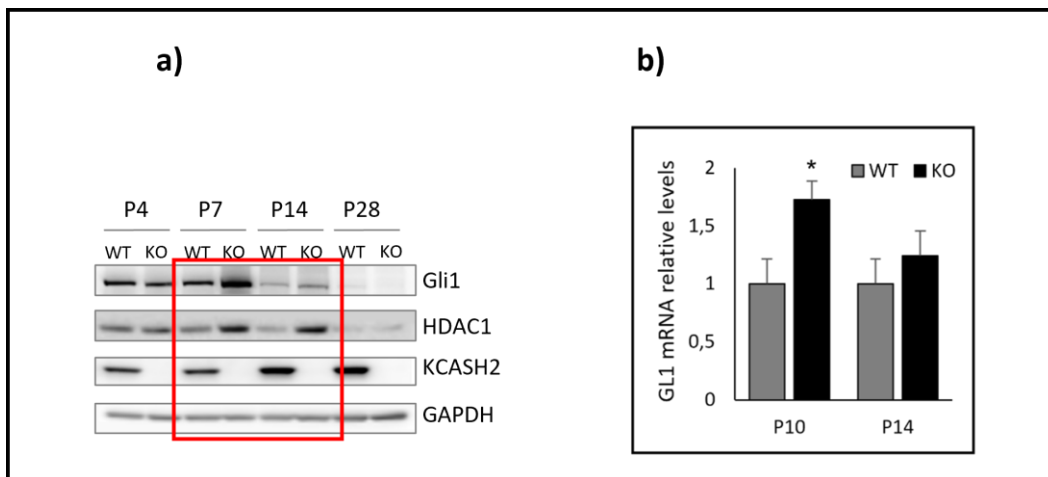 a)
P4 P7 P14 P28
WT KO WT KO WT KO WT KO
Gli1
HDAC1
KCASH2
GAPDH
b)
GL1 mRNA relative levels
2
1,5
1
0,5
0
WT KO
*
P10 P14